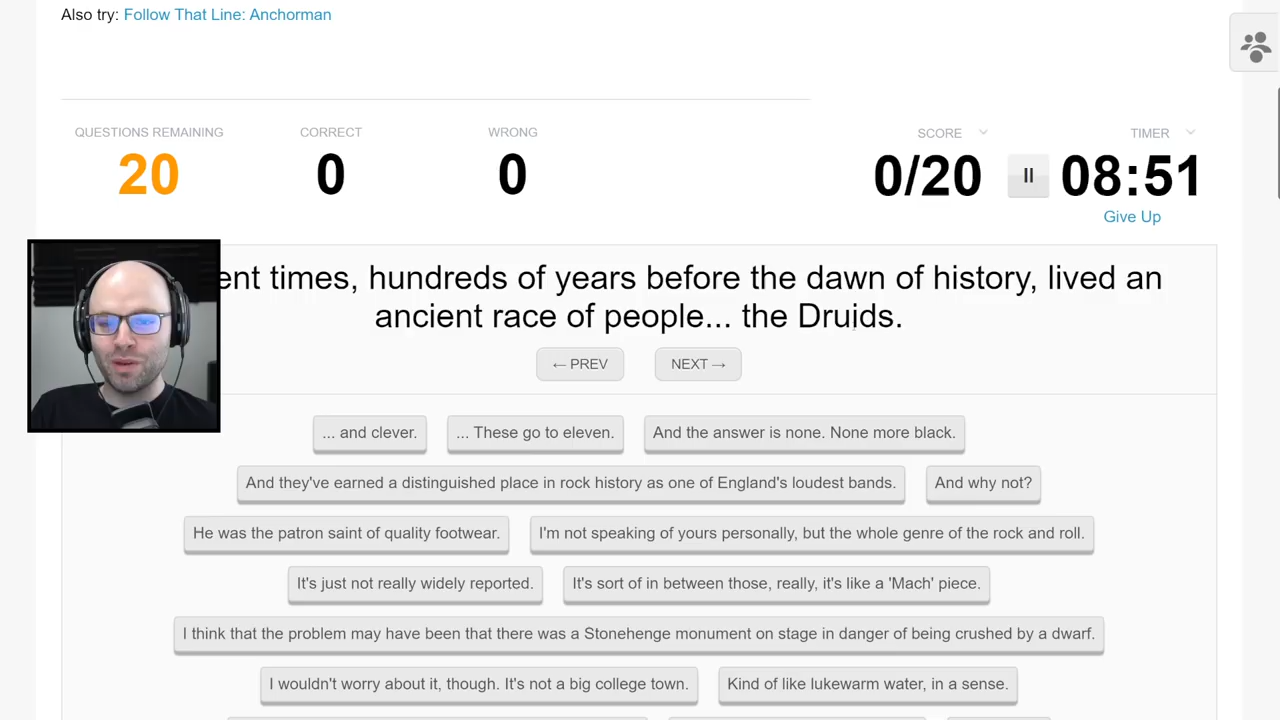 Also try: Follow That Line: Anchorman
QUESTIONS REMAINING CORRECT WRONG SCORE TIMER
20 0 0 0/20 08:51
Give Up
times, hundreds of years before the dawn of history, lived an
ancient race of people... the Druids.
← PREV NEXT →
... and clever. ... These go to eleven. And the answer is none. None more black.
And they've earned a distinguished place in rock history as one of England's loudest bands. And why not?
He was the patron saint of quality footwear. I'm not speaking of yours personally, but the whole genre of the rock and roll.
It's just not really widely reported. It's sort of in between those, really, it's like a 'Mach' piece.
I think that the problem may have been that there was a Stonehenge monument on stage in danger of being crushed by a dwarf.
I wouldn't worry about it, though. It's not a big college town. Kind of like lukewarm water, in a sense.